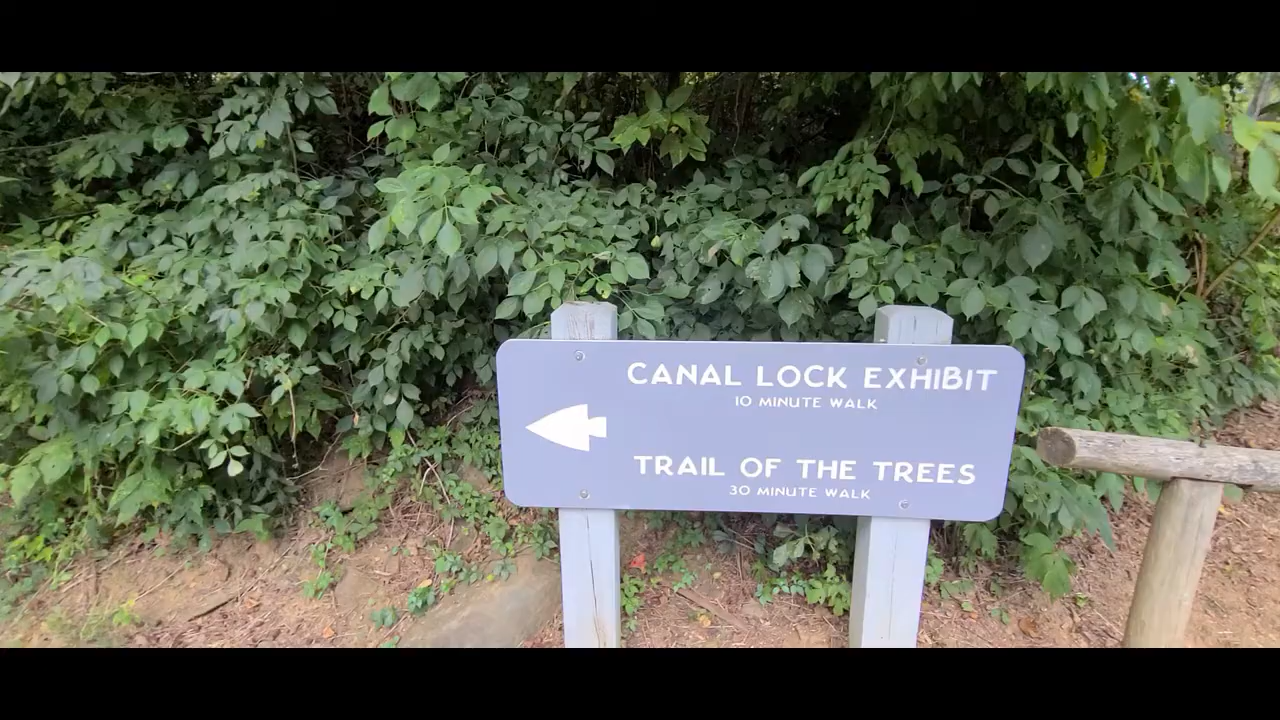 CANAL LOCK EXHIBIT
10 MINUTE WALK
TRAIL OF THE TREES
30 MINUTE WALK